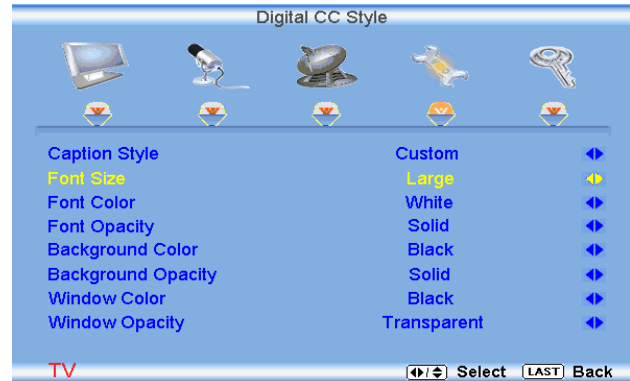 Digital CC Style
Caption Style Custom
Font Size Large
Font Color White
Font Opacity Solid
Background Color Black
Background Opacity Solid
Window Color Black
Window Opacity Transparent
TV Select LAST Back